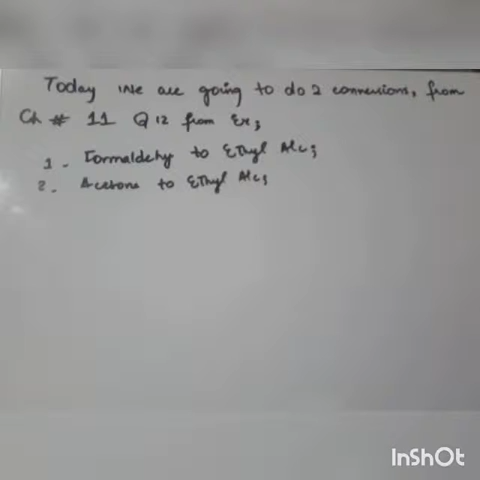 Today we are going to do 2 conversions, from
Ch # 11 Q 12 from Ex;
1. Formaldehy to Ethyl Alc;
2. Acetone to Ethyl Alc;
InShOt